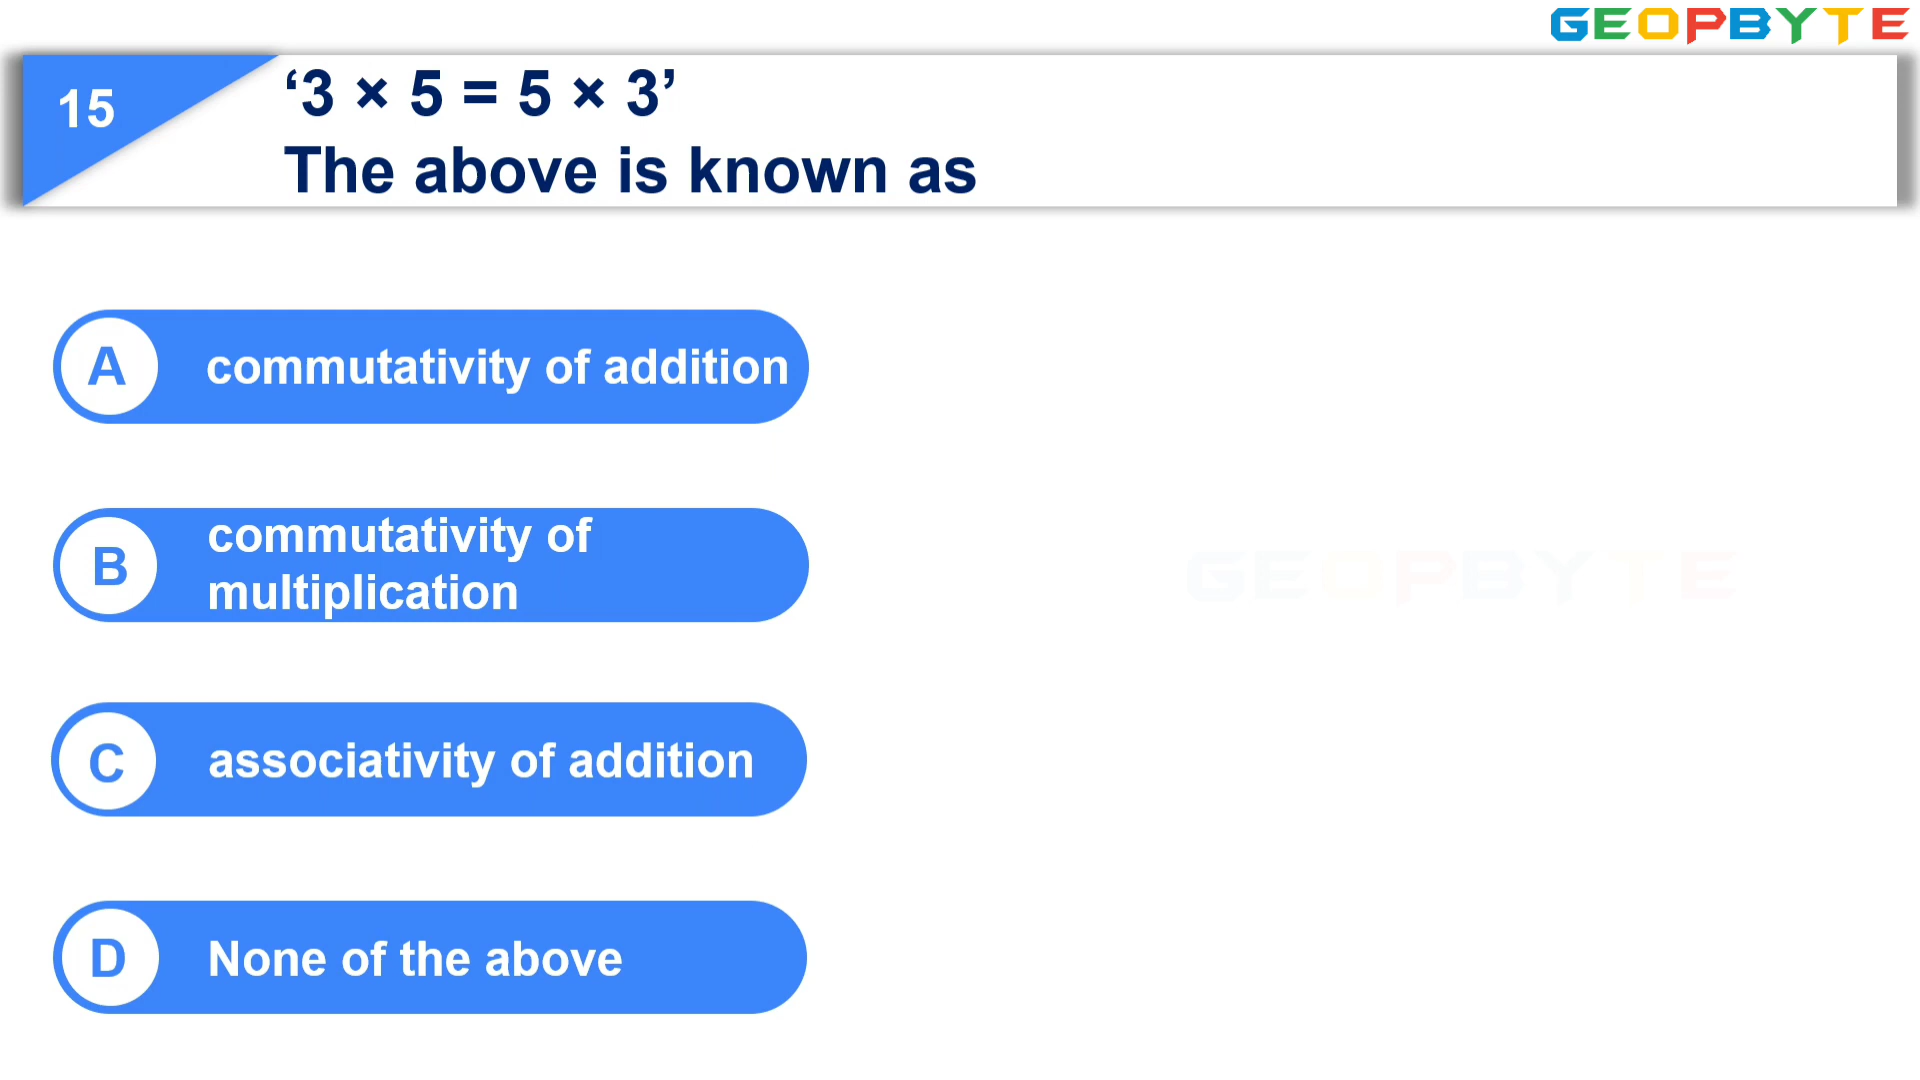 GEOPBYTE
15
‘3 × 5 = 5 × 3’
The above is known as
A
commutativity of addition
B
commutativity of
multiplication
GEOPBYTE
C
associativity of addition
D
None of the above